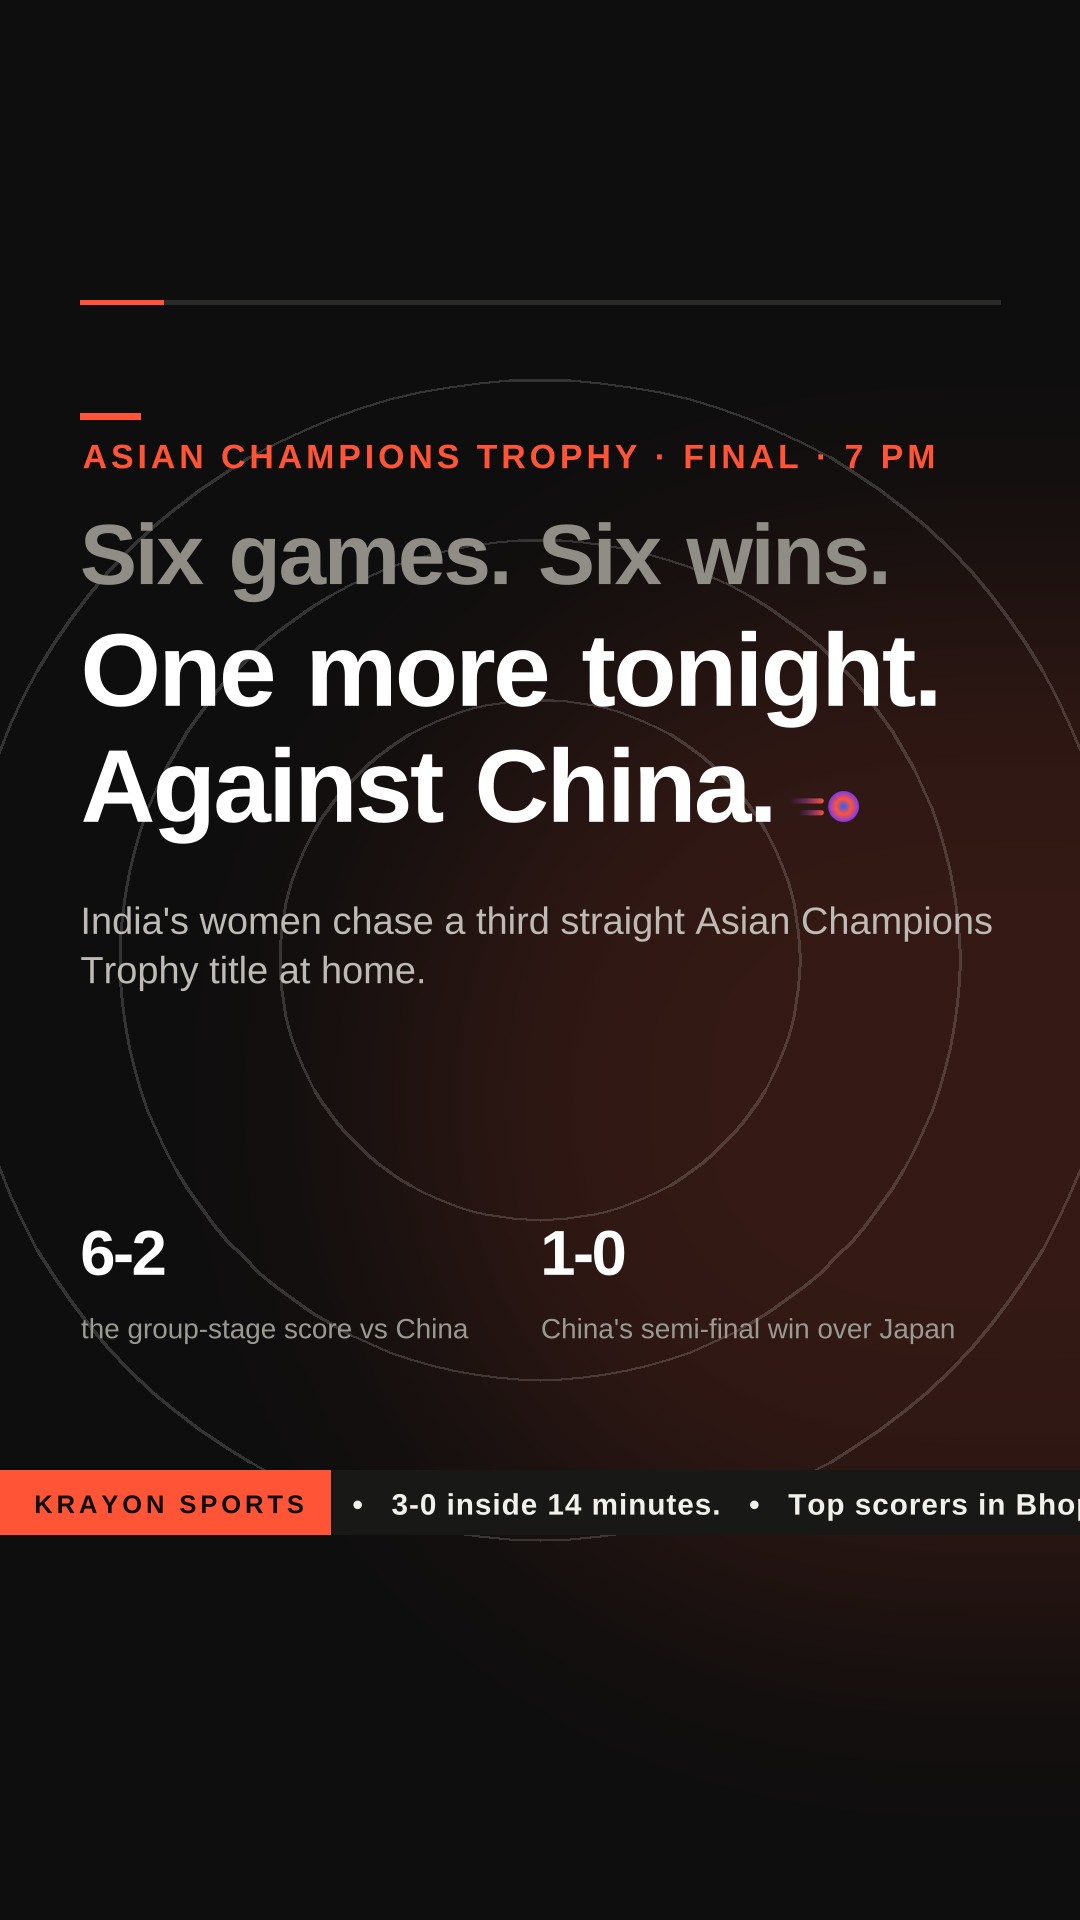 ASIAN CHAMPIONS TROPHY · FINAL · 7 PM
Six games. Six wins.
One more tonight.
Against China.
India's women chase a third straight Asian Champions
Trophy title at home.
6-2
1-0
the group-stage score vs China
China's semi-final win over Japan
KRAYON SPORTS • 3-0 inside 14 minutes. • Top scorers in